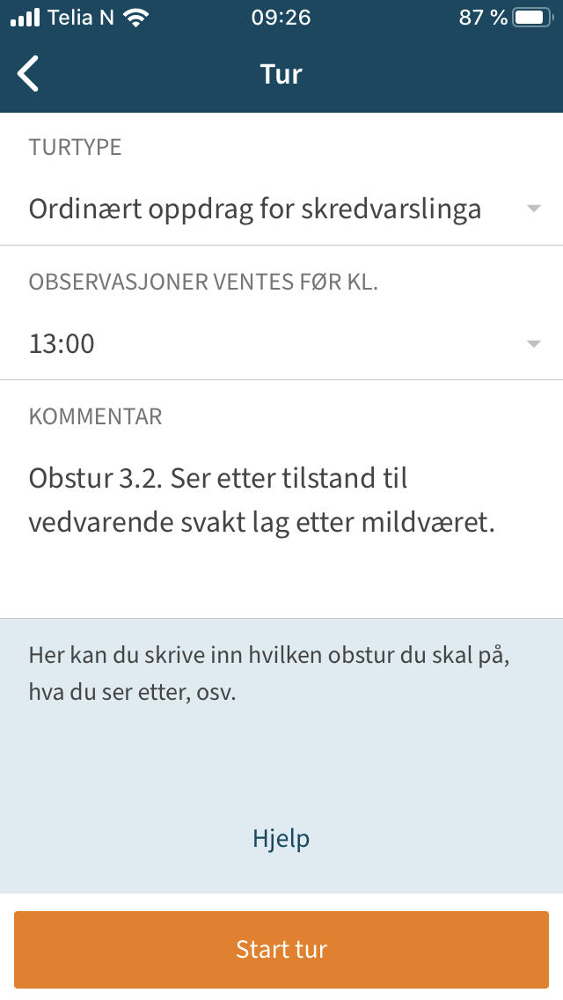 Telia N 09:26 87 %
Tur
TURTYPE
Ordinært oppdrag for skredvarslinga
OBSERVASJONER VENTES FØR KL.
13:00
KOMMENTAR
Obstur 3.2. Ser etter tilstand til
vedvarende svakt lag etter mildværet.
Her kan du skrive inn hvilken obstur du skal på,
hva du ser etter, osv.
Hjelp
Start tur